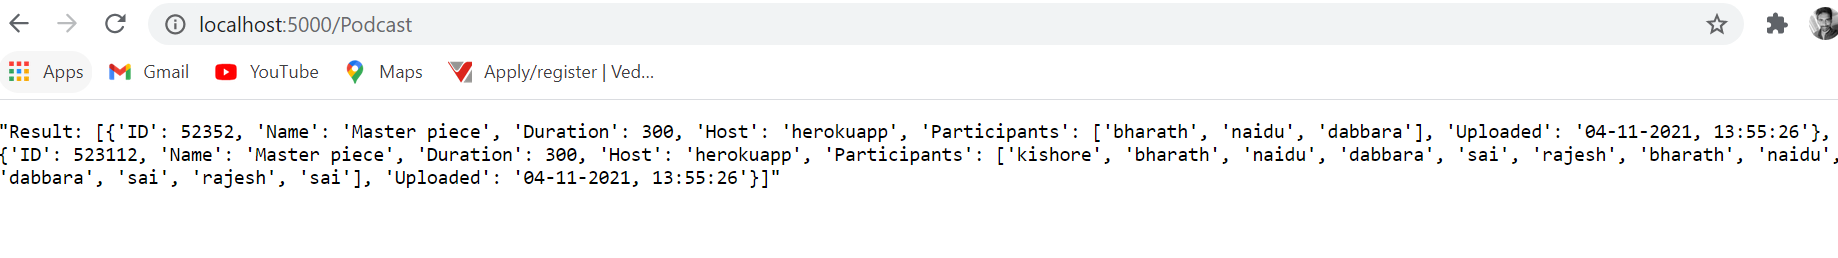 localhost:5000/Podcast
Apps Gmail YouTube Maps Apply/register | Ved...
"Result: [{'ID': 52352, 'Name': 'Master piece', 'Duration': 300, 'Host': 'herokuapp', 'Participants': ['bharath', 'naidu', 'dabbara'], 'Uploaded': '04-11-2021, 13:55:26'},
{'ID': 523112, 'Name': 'Master piece', 'Duration': 300, 'Host': 'herokuapp', 'Participants': ['kishore', 'bharath', 'naidu', 'dabbara', 'sai', 'rajesh', 'bharath', 'naidu',
'dabbara', 'sai', 'rajesh', 'sai'], 'Uploaded': '04-11-2021, 13:55:26'}]"